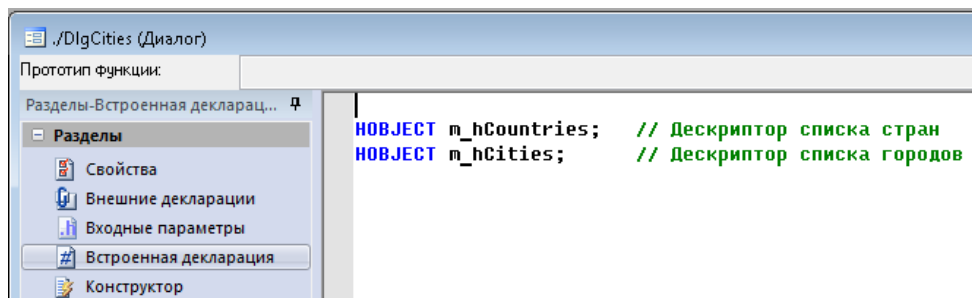 ./DlgCities (Диалог)
Прототип функции:
Разделы-Встроенная декларац...
Разделы
Свойства
Внешние декларации
.h Входные параметры
# Встроенная декларация
Конструктор
HOBJECT m_hCountries; // Дескриптор списка стран
HOBJECT m_hCities; // Дескриптор списка городов